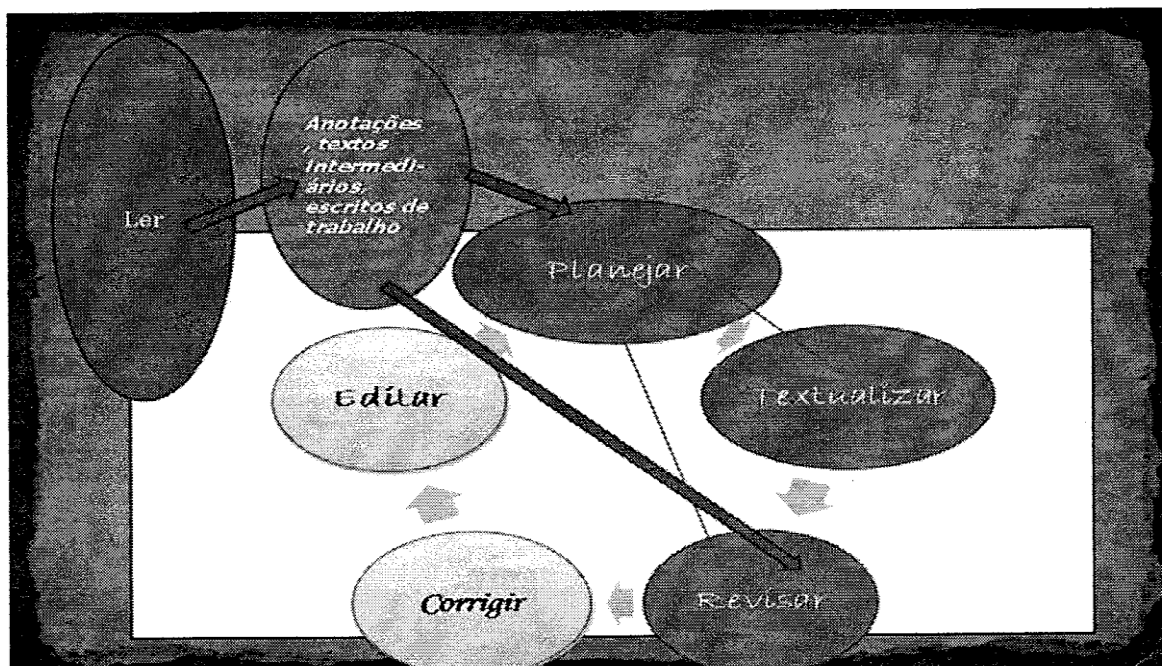 Anotações
, textos
Intermedi-
ários,
escritos de
trabalho
Ler
Planejar
Editar
Textualizar
Corrigir
Revisar